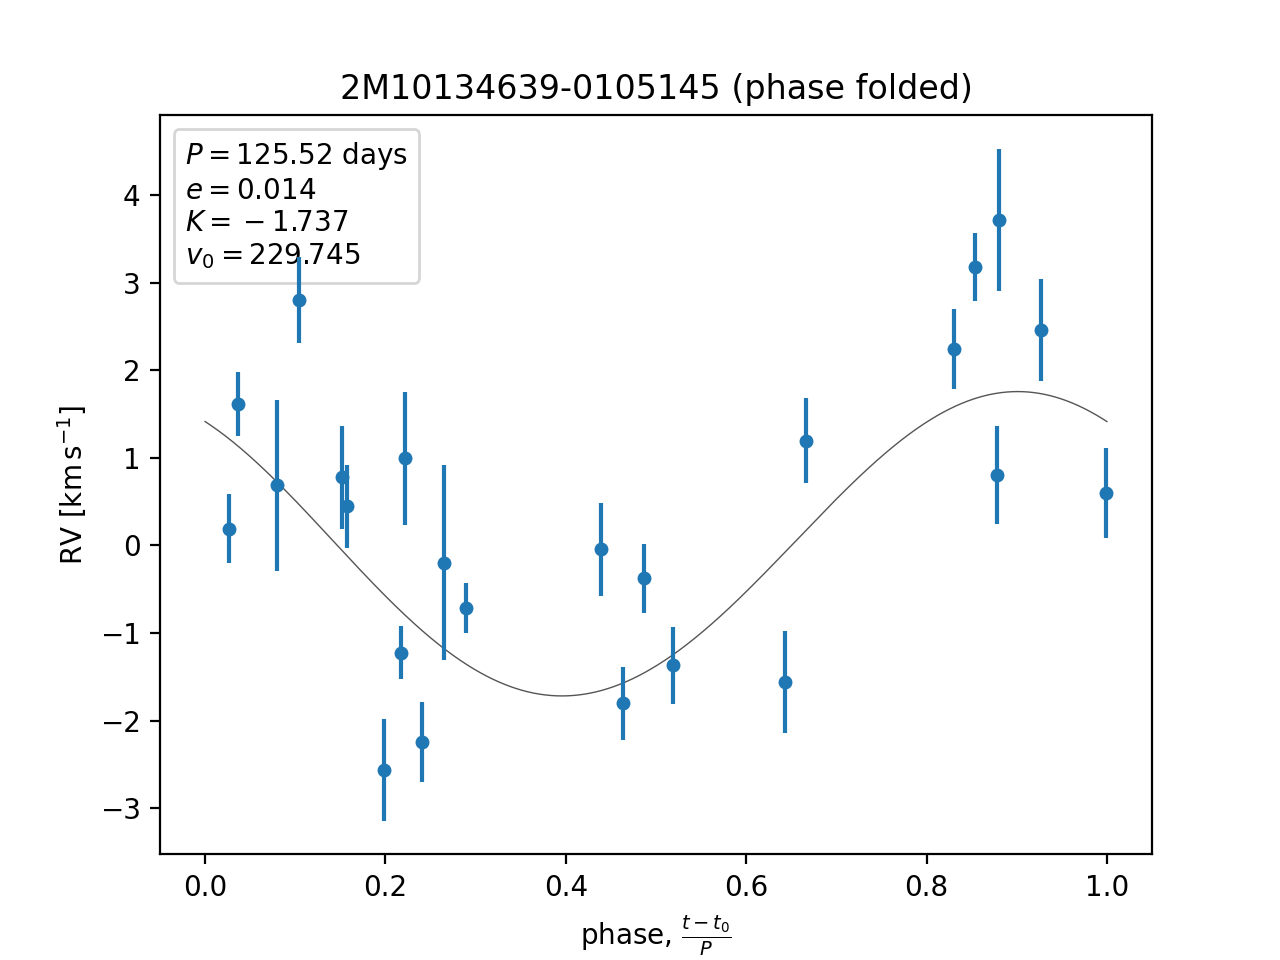 2M10134639-0105145 (phase folded)
P = 125.52 days
e = 0.014
K = −1.737
v₀ = 229.745
RV [km s⁻¹]
4
3
2
1
0
−1
−2
−3
0.0 0.2 0.4 0.6 0.8 1.0
phase, (t − t₀)/P